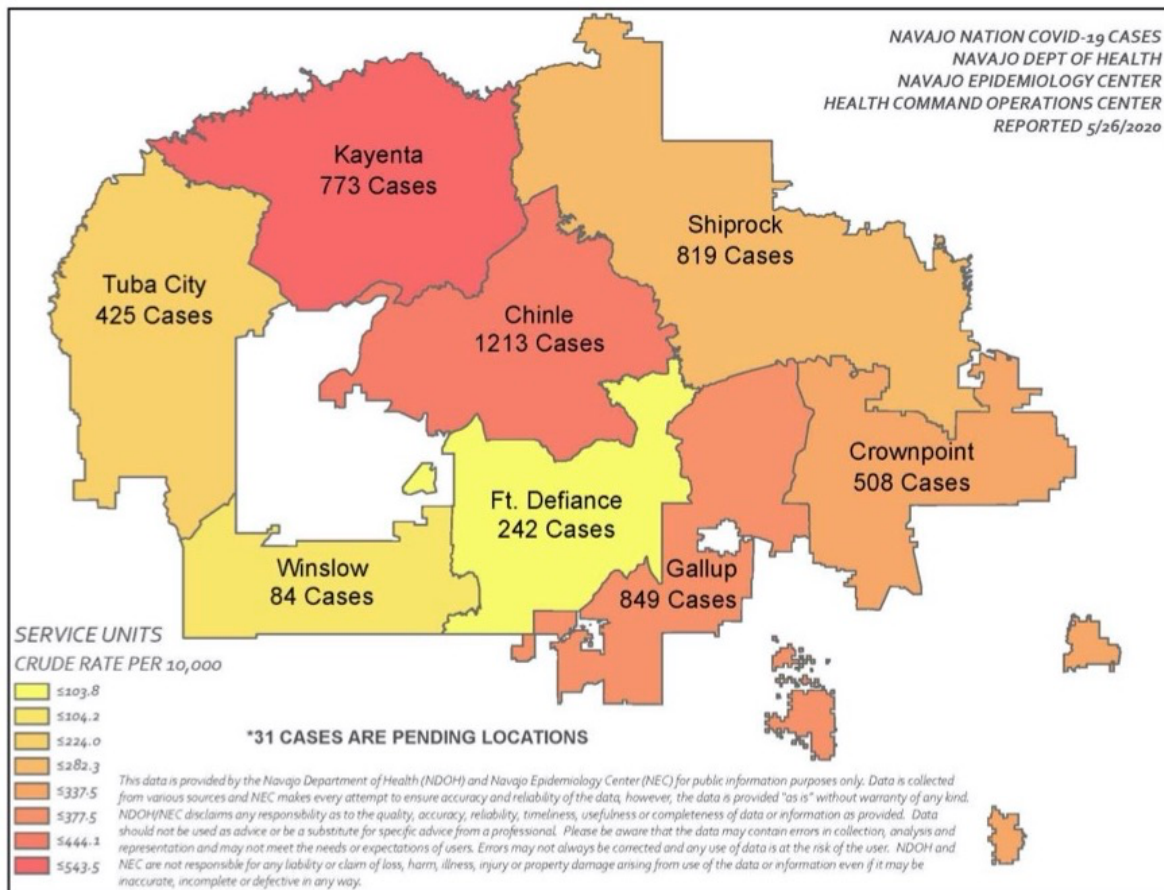 NAVAJO NATION COVID-19 CASES
NAVAJO DEPT OF HEALTH
NAVAJO EPIDEMIOLOGY CENTER
HEALTH COMMAND OPERATIONS CENTER
REPORTED 5/26/2020
Kayenta
773 Cases
Shiprock
819 Cases
Tuba City
425 Cases
Chinle
1213 Cases
Crownpoint
508 Cases
Ft. Defiance
242 Cases
Winslow
84 Cases
Gallup
849 Cases
SERVICE UNITS
CRUDE RATE PER 10,000
≤103.8
≤104.2
≤224.0
≤282.3
≤337.5
≤377.5
≤444.1
≤543.5
*31 CASES ARE PENDING LOCATIONS
This data is provided by the Navajo Department of Health (NDOH) and Navajo Epidemiology Center (NEC) for public information purposes only. Data is collected
from various sources and NEC makes every attempt to ensure accuracy and reliability of the data, however, the data is provided "as is" without warranty of any kind.
NDOH/NEC disclaims any responsibility as to the quality, accuracy, reliability, timeliness, usefulness or completeness of data or information as provided. Data
should not be used as advice or be a substitute for specific advice from a professional. Please be aware that the data may contain errors in collection, analysis and
representation and may not meet the needs or expectations of users. Errors may not always be corrected and any use of data is at the risk of the user. NDOH and
NEC are not responsible for any liability or claim of loss, harm, illness, injury or property damage arising from use of the data or information even if it may be
inaccurate, incomplete or defective in any way.